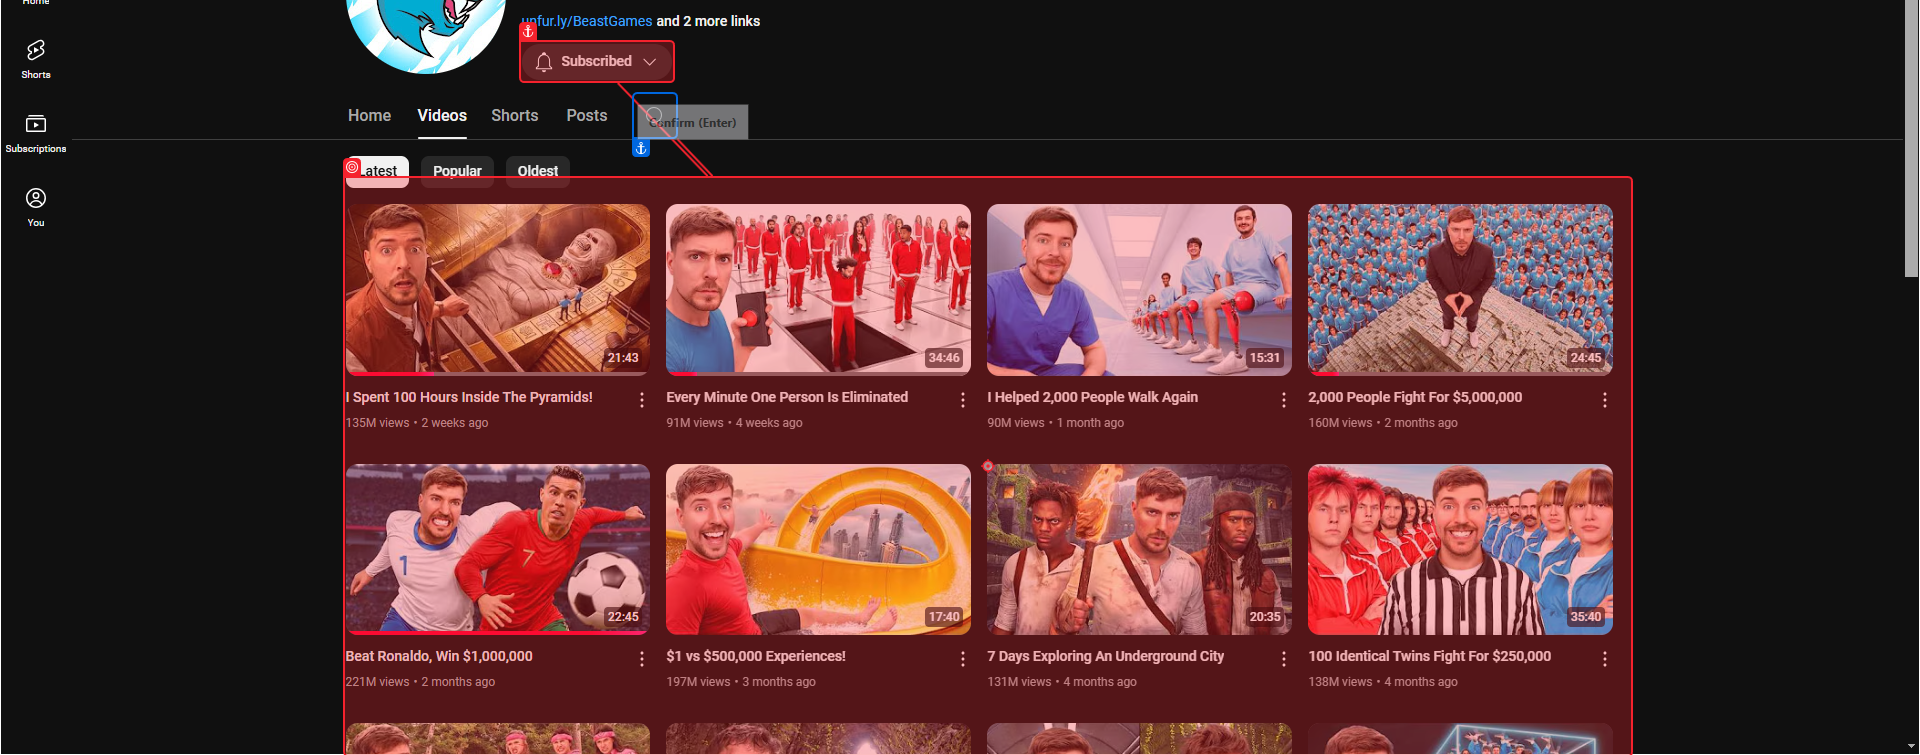 Home
unfur.ly/BeastGames and 2 more links
Subscribed
Shorts
Home Videos Shorts Posts
Confirm (Enter)
Subscriptions
Latest Popular Oldest
You
21:43 34:46 15:31 24:45
I Spent 100 Hours Inside The Pyramids! Every Minute One Person Is Eliminated I Helped 2,000 People Walk Again 2,000 People Fight For $5,000,000
135M views • 2 weeks ago 91M views • 4 weeks ago 90M views • 1 month ago 160M views • 2 months ago
1 7
22:45 17:40 20:35 35:40
Beat Ronaldo, Win $1,000,000 $1 vs $500,000 Experiences! 7 Days Exploring An Underground City 100 Identical Twins Fight For $250,000
221M views • 2 months ago 197M views • 3 months ago 131M views • 4 months ago 138M views • 4 months ago